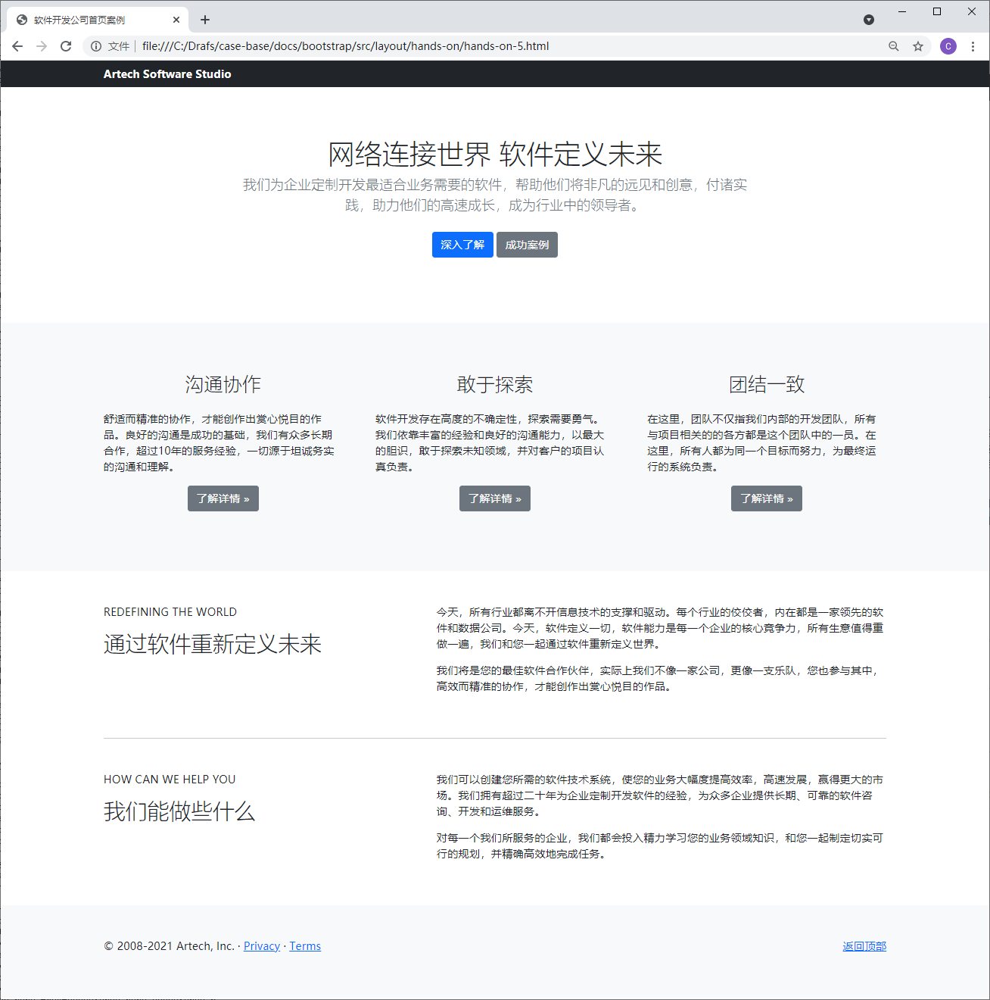 软件开发公司首页案例
文件 file:///C:/Drafs/case-base/docs/bootstrap/src/layout/hands-on/hands-on-5.html
C
Artech Software Studio
网络连接世界 软件定义未来
我们为企业定制开发最适合业务需要的软件，帮助他们将非凡的远见和创意，付诸实
践，助力他们的高速成长，成为行业中的领导者。
深入了解 成功案例
沟通协作
舒适而精准的协作，才能创作出赏心悦目的作
品。良好的沟通是成功的基础，我们有众多长期
合作，超过10年的服务经验，一切源于坦诚务实
的沟通和理解。
了解详情 »
敢于探索
软件开发存在高度的不确定性，探索需要勇气。
我们依靠丰富的经验和良好的沟通能力，以最大
的胆识，敢于探索未知领域，并对客户的项目认
真负责。
了解详情 »
团结一致
在这里，团队不仅指我们内部的开发团队，所有
与项目相关的的各方都是这个团队中的一员。在
这里，所有人都为同一个目标而努力，为最终运
行的系统负责。
了解详情 »
REDEFINING THE WORLD
通过软件重新定义未来
今天，所有行业都离不开信息技术的支撑和驱动。每个行业的佼佼者，内在都是一家领先的软
件和数据公司。今天，软件定义一切，软件能力是每一个企业的核心竞争力，所有生意值得重
做一遍，我们和您一起通过软件重新定义世界。
我们将是您的最佳软件合作伙伴，实际上我们不像一家公司，更像一支乐队，您也参与其中，
高效而精准的协作，才能创作出赏心悦目的作品。
HOW CAN WE HELP YOU
我们能做些什么
我们可以创建您所需的软件技术系统，使您的业务大幅度提高效率，高速发展，赢得更大的市
场。我们拥有超过二十年为企业定制开发软件的经验，为众多企业提供长期、可靠的软件咨
询、开发和运维服务。
对每一个我们所服务的企业，我们都会投入精力学习您的业务领域知识，和您一起制定切实可
行的规划，并精确高效地完成任务。
© 2008-2021 Artech, Inc. · Privacy · Terms
返回顶部